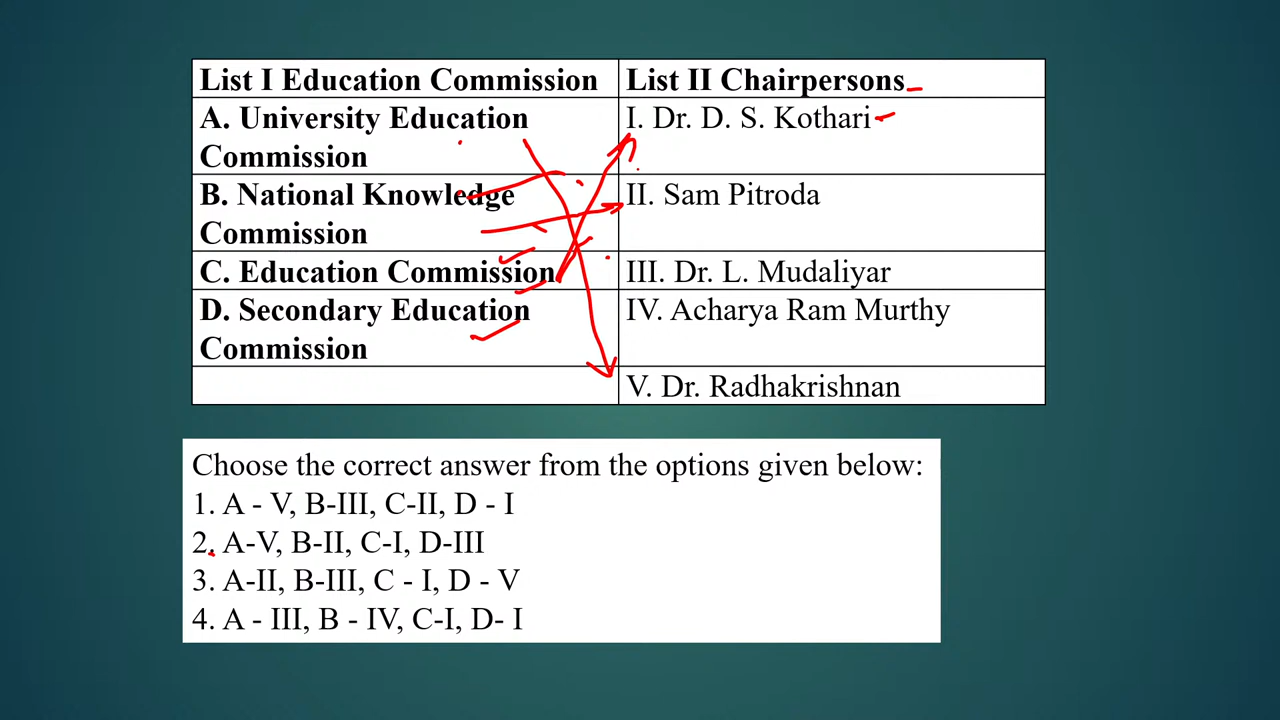 List I Education Commission
List II Chairpersons
A. University Education
Commission
I. Dr. D. S. Kothari
B. National Knowledge
Commission
II. Sam Pitroda
C. Education Commission
III. Dr. L. Mudaliyar
D. Secondary Education
Commission
IV. Acharya Ram Murthy
V. Dr. Radhakrishnan
Choose the correct answer from the options given below:
1. A - V, B-III, C-II, D - I
2. A-V, B-II, C-I, D-III
3. A-II, B-III, C - I, D - V
4. A - III, B - IV, C-I, D- I